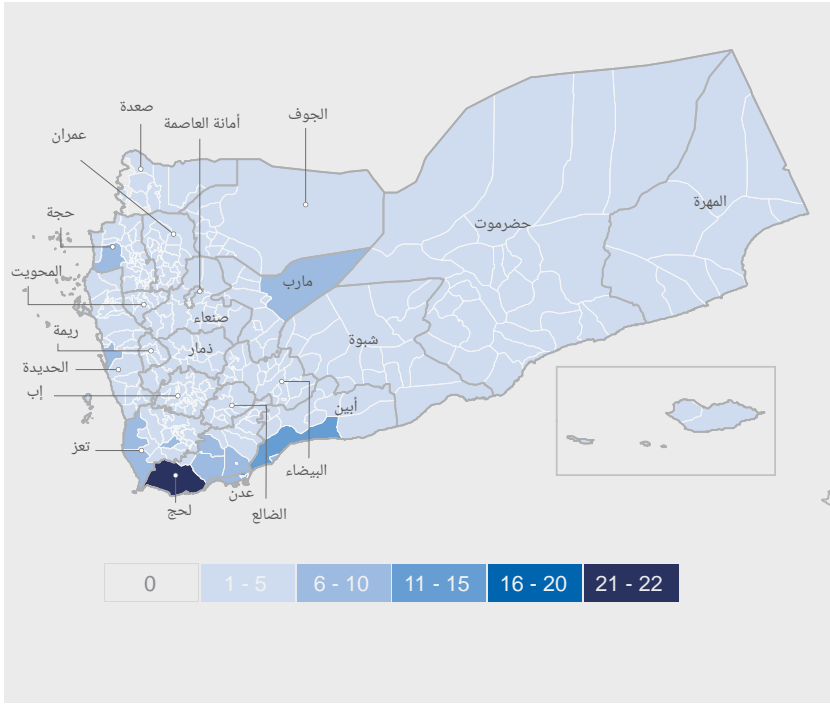 صعدة
أمانة العاصمة
الجوف
عمران
المهرة
حجة
حضرموت
المحويت
مارب
صنعاء
ريمة
ذمار
شبوة
الحديدة
إب
أبين
تعز
البيضاء
عدن
لحج
الضالع
0
1 - 5
6 - 10
11 - 15
16 - 20
21 - 22